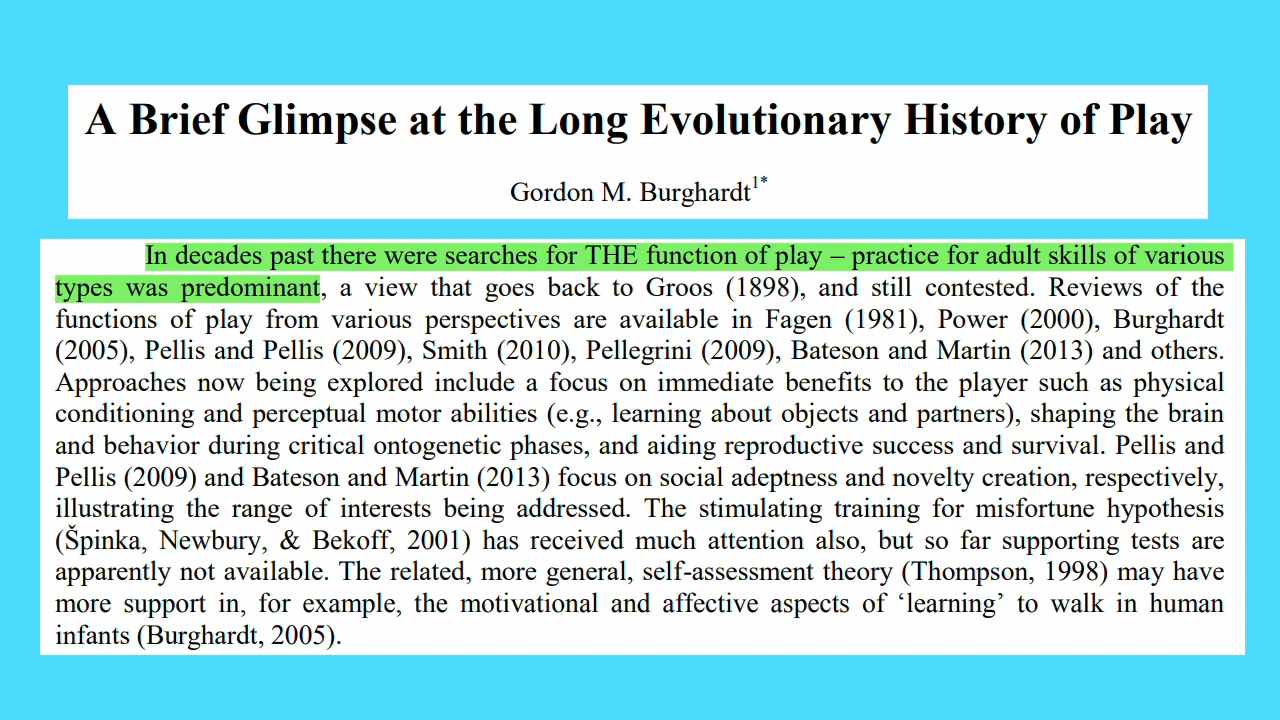 A Brief Glimpse at the Long Evolutionary History of Play
Gordon M. Burghardt1*
In decades past there were searches for THE function of play – practice for adult skills of various
types was predominant, a view that goes back to Groos (1898), and still contested. Reviews of the
functions of play from various perspectives are available in Fagen (1981), Power (2000), Burghardt
(2005), Pellis and Pellis (2009), Smith (2010), Pellegrini (2009), Bateson and Martin (2013) and others.
Approaches now being explored include a focus on immediate benefits to the player such as physical
conditioning and perceptual motor abilities (e.g., learning about objects and partners), shaping the brain
and behavior during critical ontogenetic phases, and aiding reproductive success and survival. Pellis and
Pellis (2009) and Bateson and Martin (2013) focus on social adeptness and novelty creation, respectively,
illustrating the range of interests being addressed. The stimulating training for misfortune hypothesis
(Špinka, Newbury, & Bekoff, 2001) has received much attention also, but so far supporting tests are
apparently not available. The related, more general, self-assessment theory (Thompson, 1998) may have
more support in, for example, the motivational and affective aspects of ‘learning’ to walk in human
infants (Burghardt, 2005).